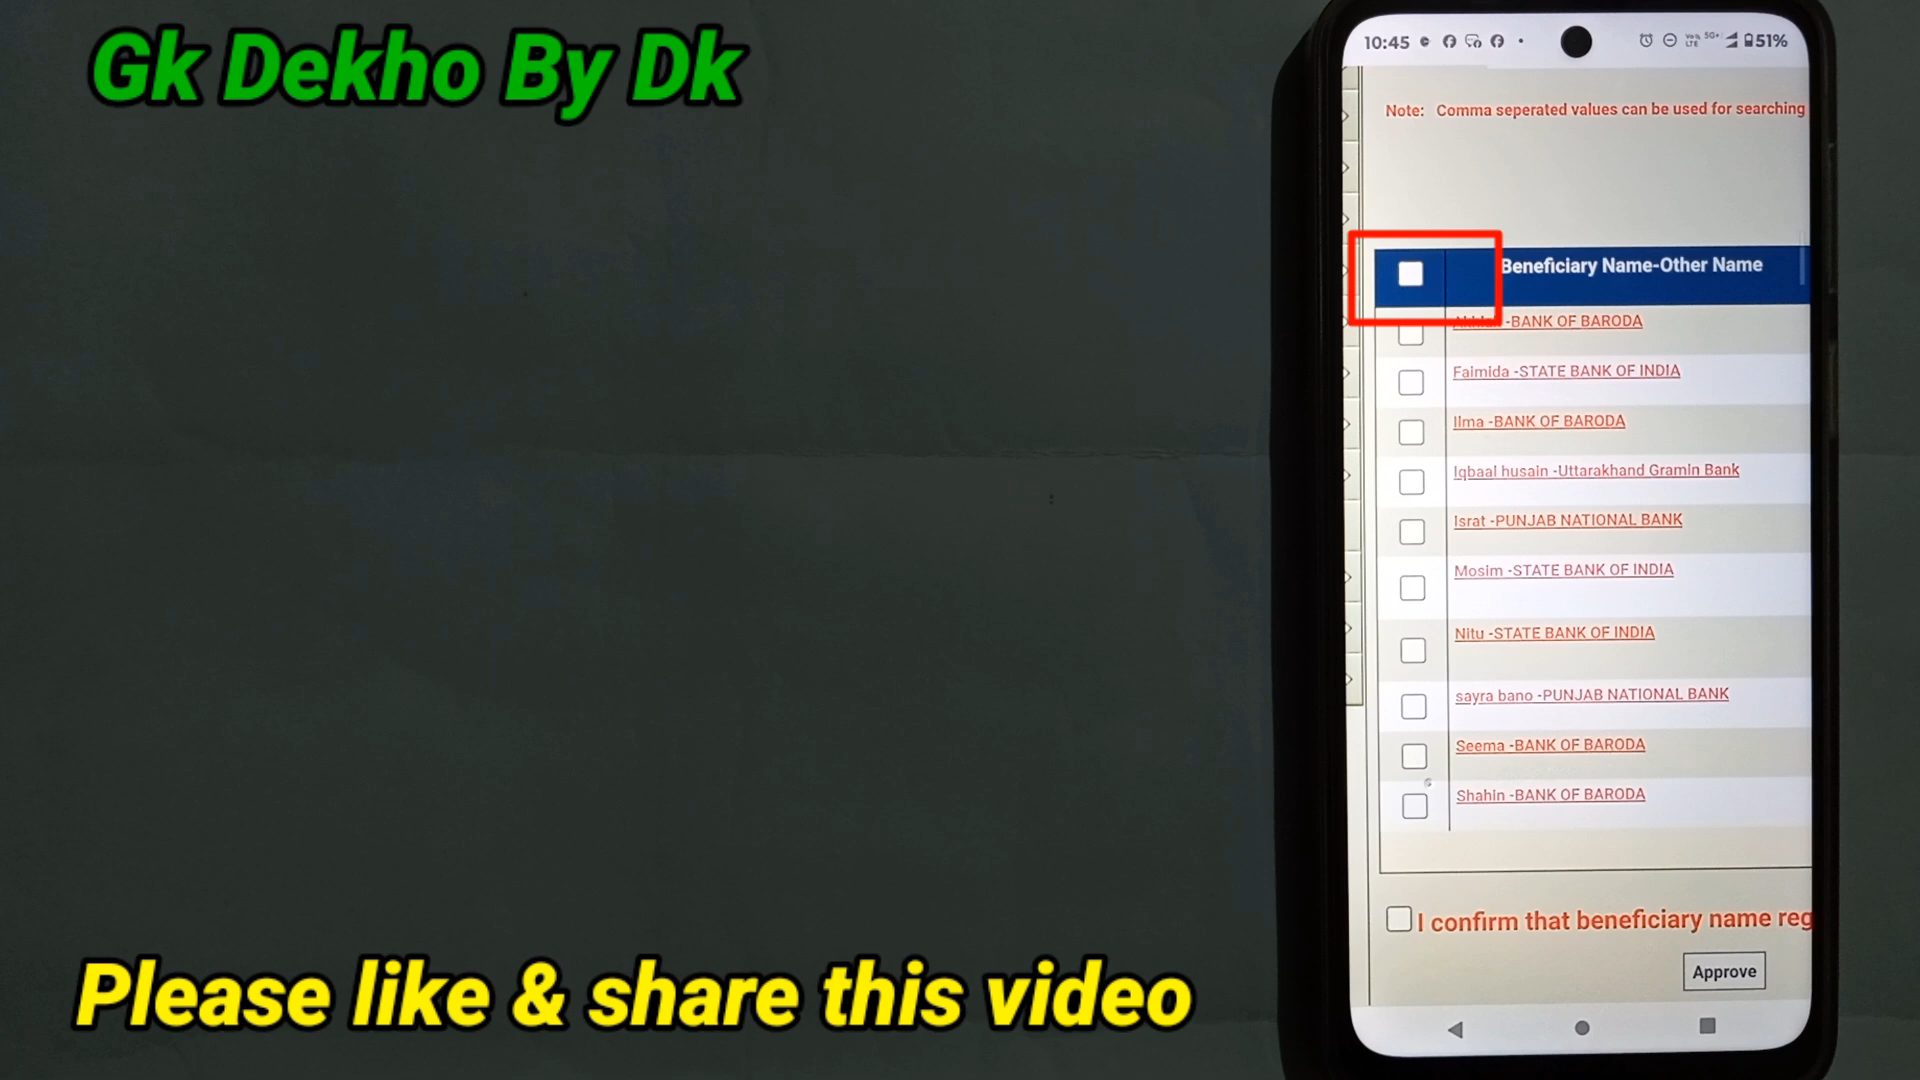 Gk Dekho By Dk
10:45
VoLTE 5G+ 51%
Note: Comma seperated values can be used for searching
Beneficiary Name-Other Name
-BANK OF BARODA
Faimida -STATE BANK OF INDIA
Ilma -BANK OF BARODA
Iqbaal husain -Uttarakhand Gramin Bank
Israt -PUNJAB NATIONAL BANK
Mosim -STATE BANK OF INDIA
Nitu -STATE BANK OF INDIA
sayra bano -PUNJAB NATIONAL BANK
Seema -BANK OF BARODA
Shahin -BANK OF BARODA
I confirm that beneficiary name reg
Approve
Please like & share this video